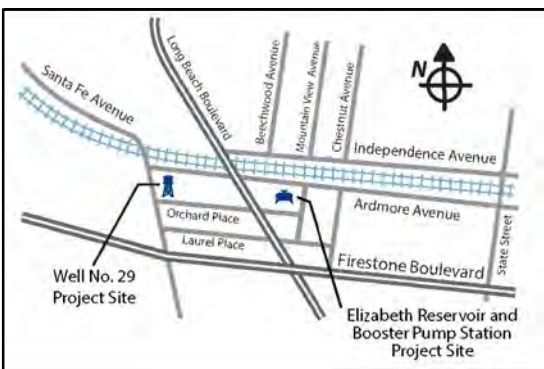 Santa Fe Avenue
Long Beach Boulevard
Beechwood Avenue
Mountain View Avenue
Chestnut Avenue
N
Independence Avenue
Ardmore Avenue
State Street
Orchard Place
Laurel Place
Firestone Boulevard
Well No. 29
Project Site
Elizabeth Reservoir and
Booster Pump Station
Project Site